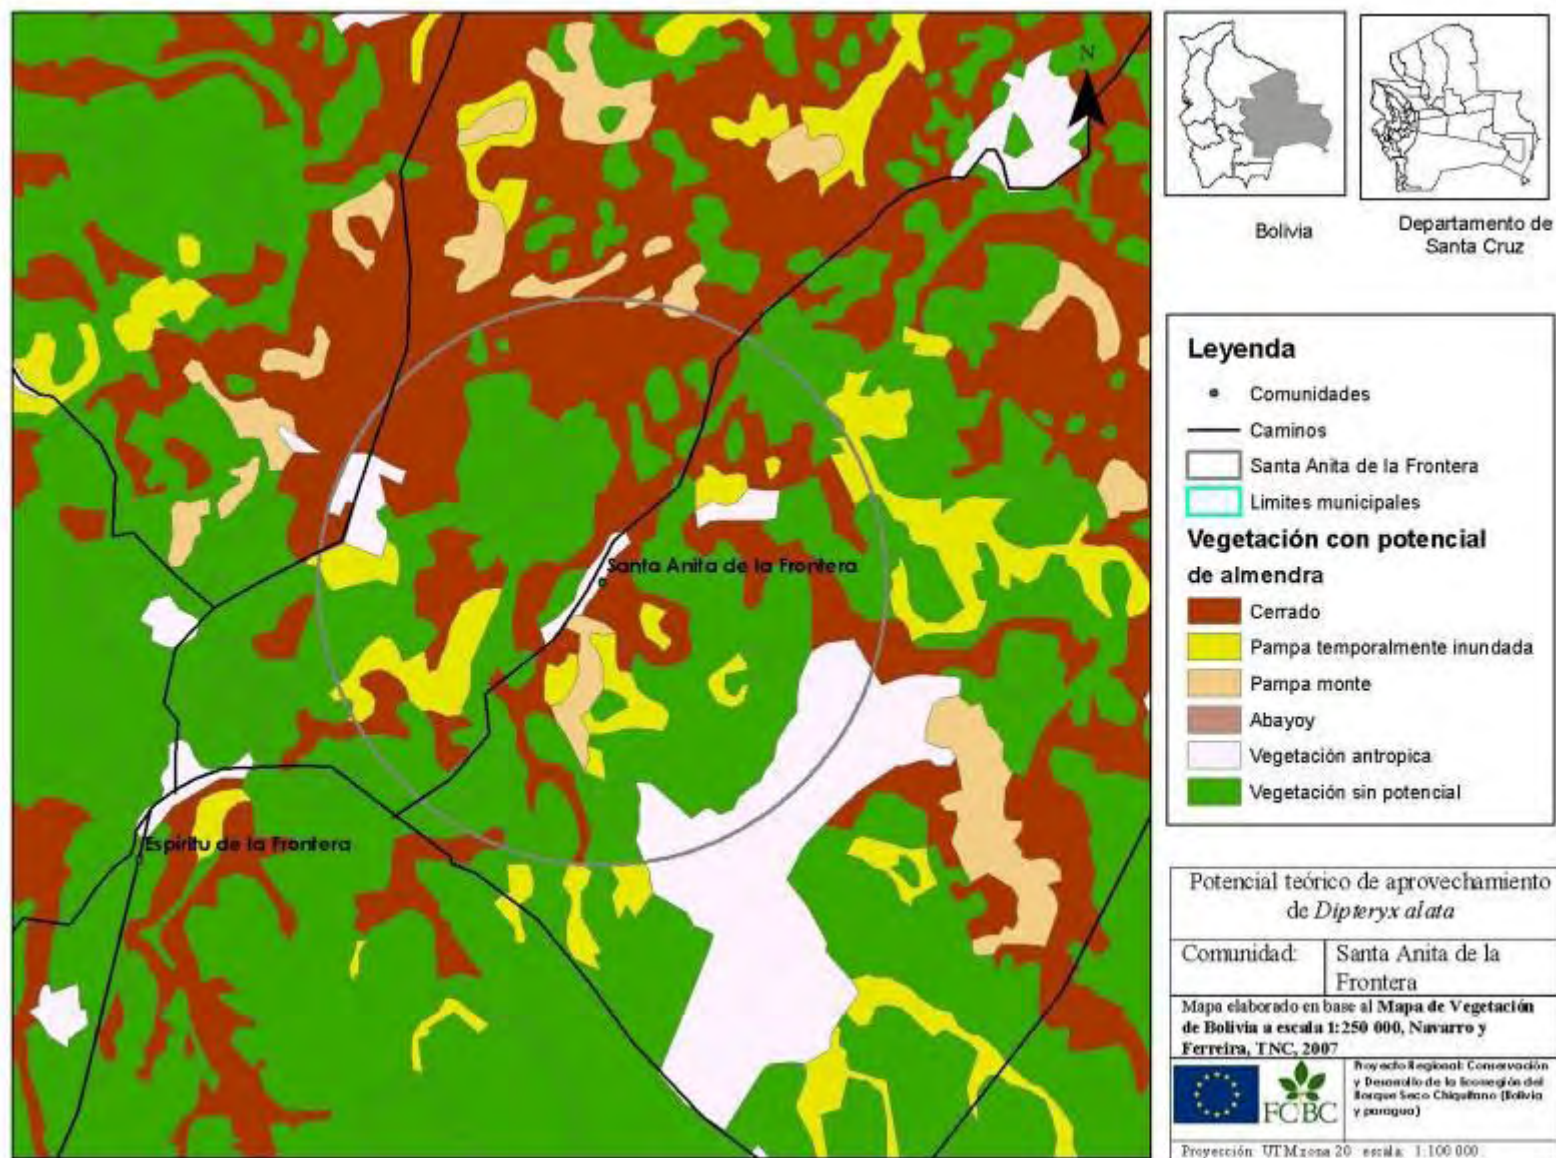 N
Santa Anita de la Frontera
Espiritu de la Frontera
Bolivia
Departamento de
Santa Cruz
Leyenda
Comunidades
Caminos
Santa Anita de la Frontera
Limites municipales
Vegetación con potencial
de almendra
Cerrado
Pampa temporalmente inundada
Pampa monte
Abayoy
Vegetación antropica
Vegetación sin potencial
Potencial teórico de aprovechamiento
de Dipteryx alata
Comunidad:
Santa Anita de la
Frontera
Mapa elaborado en base al Mapa de Vegetación
de Bolivia a escala 1:250 000, Navarro y
Ferreira, TNC, 2007
FCBC
Proyecto Regional: Conservación
y Desarrollo de la Ecoregión del
Bosque Seco Chiquitano (Bolivia
y paragua)
Proyección: UTM zona 20 escala: 1:100 000